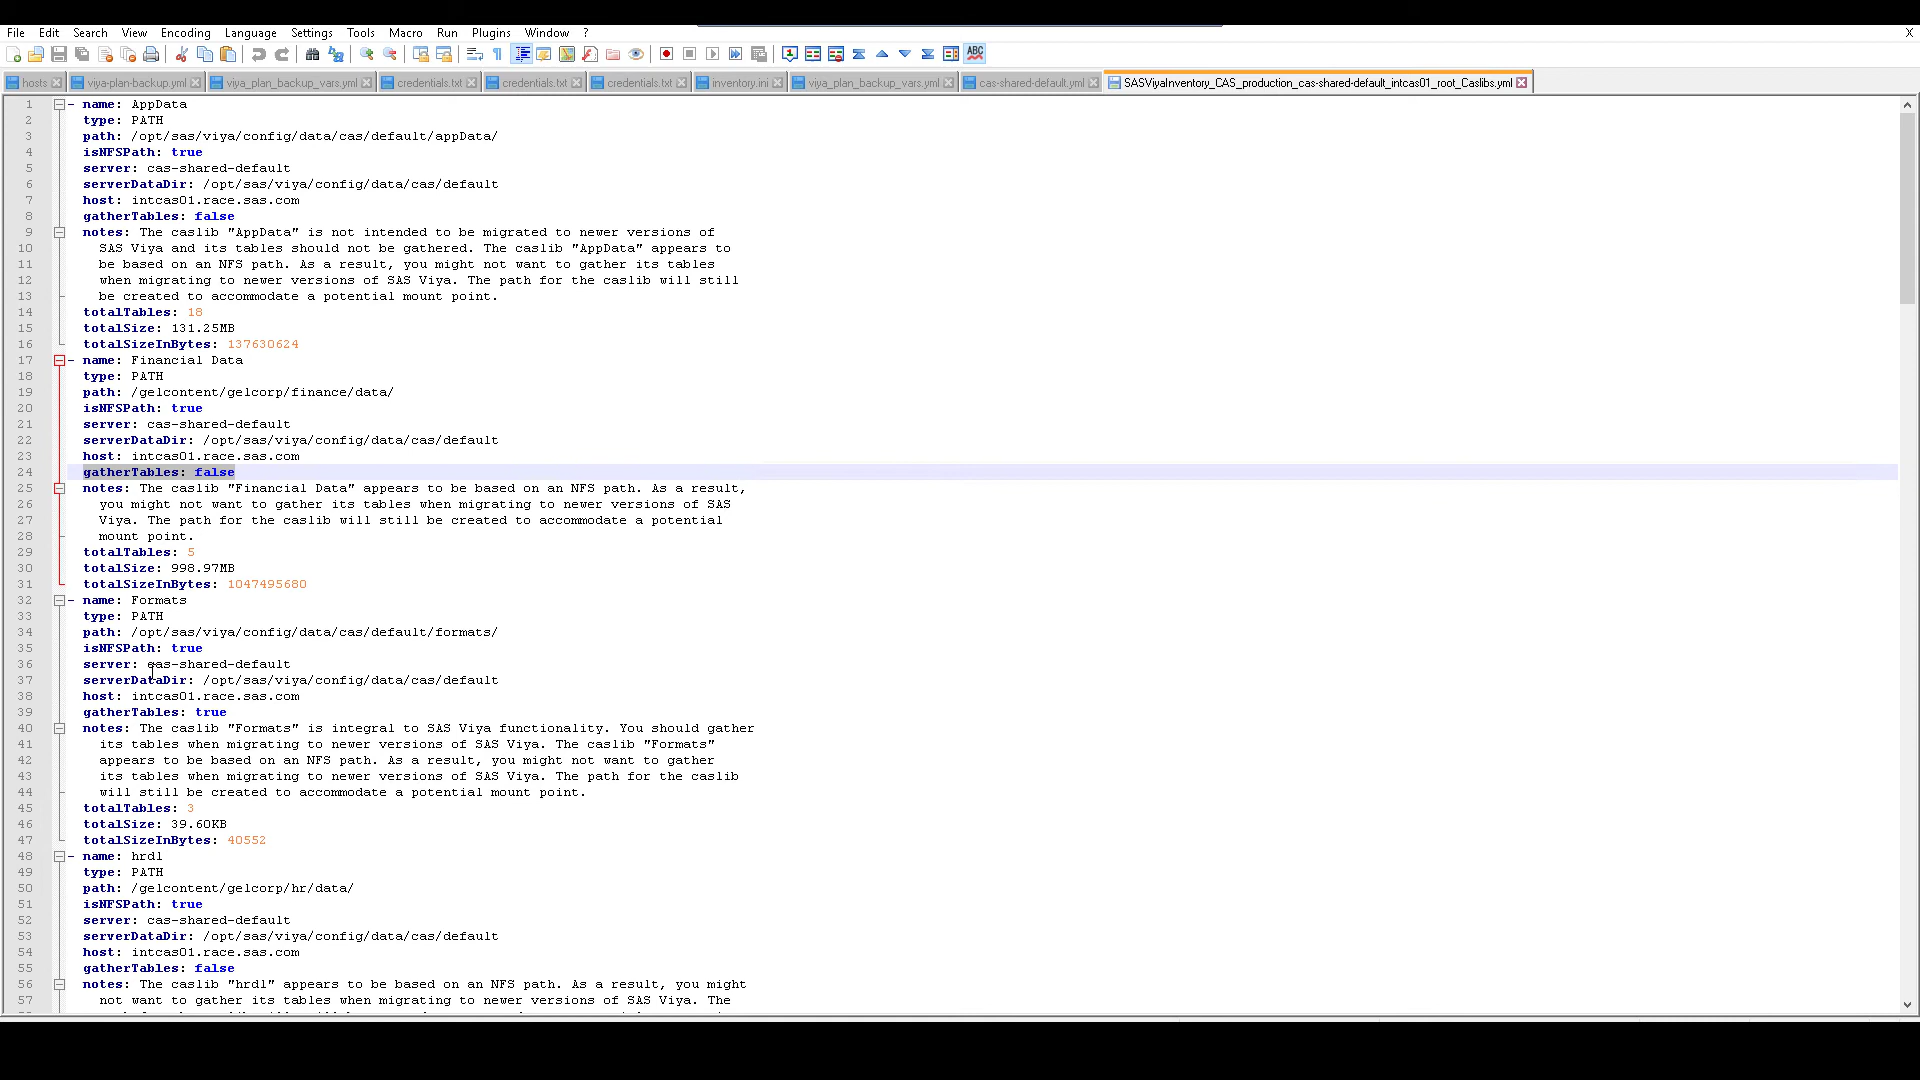 File Edit Search View Encoding Language Settings Tools Macro Run Plugins Window ? X
hosts viya-plan-backup.yml viya_plan_backup_vars.yml credentials.txt credentials.txt credentials.txt inventory.ini viya_plan_backup_vars.yml cas-shared-default.yml SASViyaInventory_CAS_production_cas-shared-default_intcas01_root_Caslibs.yml
1 - name: AppData
2 type: PATH
3 path: /opt/sas/viya/config/data/cas/default/appData/
4 isNFSPath: true
5 server: cas-shared-default
6 serverDataDir: /opt/sas/viya/config/data/cas/default
7 host: intcas01.race.sas.com
8 gatherTables: false
9 notes: The caslib "AppData" is not intended to be migrated to newer versions of
10 SAS Viya and its tables should not be gathered. The caslib "AppData" appears to
11 be based on an NFS path. As a result, you might not want to gather its tables
12 when migrating to newer versions of SAS Viya. The path for the caslib will still
13 be created to accommodate a potential mount point.
14 totalTables: 18
15 totalSize: 131.25MB
16 totalSizeInBytes: 137630624
17 - name: Financial Data
18 type: PATH
19 path: /gelcontent/gelcorp/finance/data/
20 isNFSPath: true
21 server: cas-shared-default
22 serverDataDir: /opt/sas/viya/config/data/cas/default
23 host: intcas01.race.sas.com
24 gatherTables: false
25 notes: The caslib "Financial Data" appears to be based on an NFS path. As a result,
26 you might not want to gather its tables when migrating to newer versions of SAS
27 Viya. The path for the caslib will still be created to accommodate a potential
28 mount point.
29 totalTables: 5
30 totalSize: 998.97MB
31 totalSizeInBytes: 1047495680
32 - name: Formats
33 type: PATH
34 path: /opt/sas/viya/config/data/cas/default/formats/
35 isNFSPath: true
36 server: cas-shared-default
37 serverDataDir: /opt/sas/viya/config/data/cas/default
38 host: intcas01.race.sas.com
39 gatherTables: true
40 notes: The caslib "Formats" is integral to SAS Viya functionality. You should gather
41 its tables when migrating to newer versions of SAS Viya. The caslib "Formats"
42 appears to be based on an NFS path. As a result, you might not want to gather
43 its tables when migrating to newer versions of SAS Viya. The path for the caslib
44 will still be created to accommodate a potential mount point.
45 totalTables: 3
46 totalSize: 39.60KB
47 totalSizeInBytes: 40552
48 - name: hrdl
49 type: PATH
50 path: /gelcontent/gelcorp/hr/data/
51 isNFSPath: true
52 server: cas-shared-default
53 serverDataDir: /opt/sas/viya/config/data/cas/default
54 host: intcas01.race.sas.com
55 gatherTables: false
56 notes: The caslib "hrdl" appears to be based on an NFS path. As a result, you might
57 not want to gather its tables when migrating to newer versions of SAS Viya. The